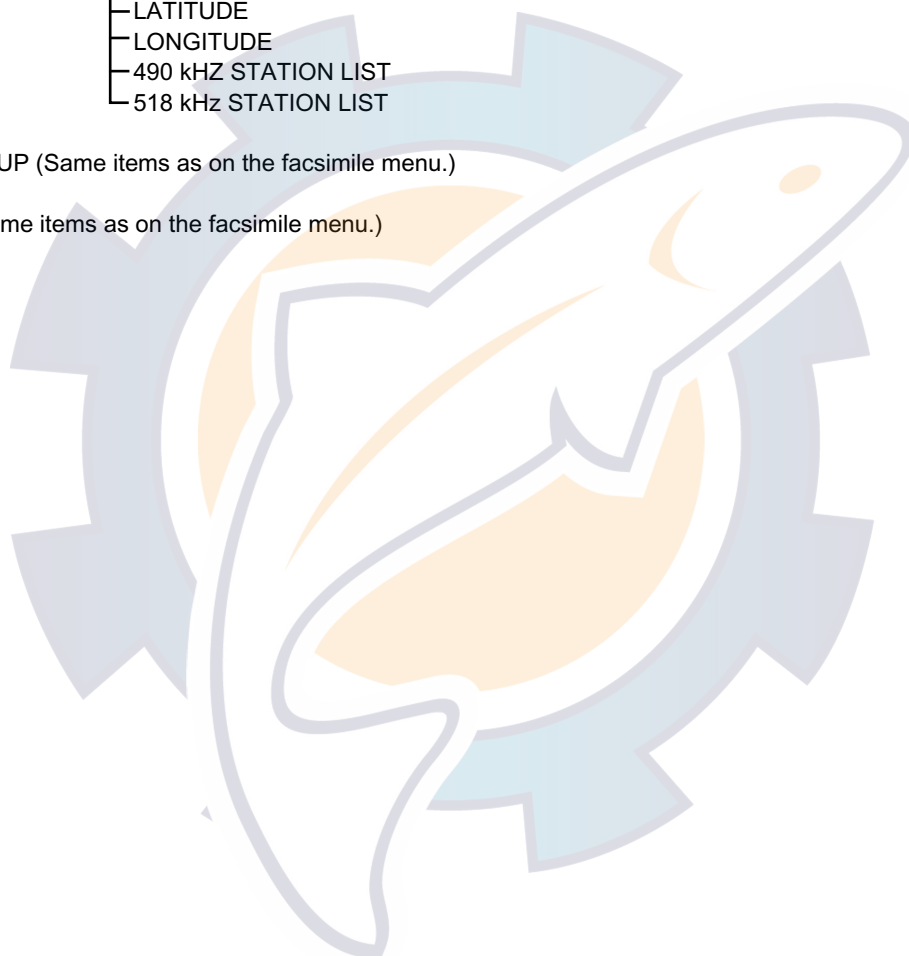 LATITUDE
LONGITUDE
490 kHZ STATION LIST
518 kHz STATION LIST
UP (Same items as on the facsimile menu.)
me items as on the facsimile menu.)